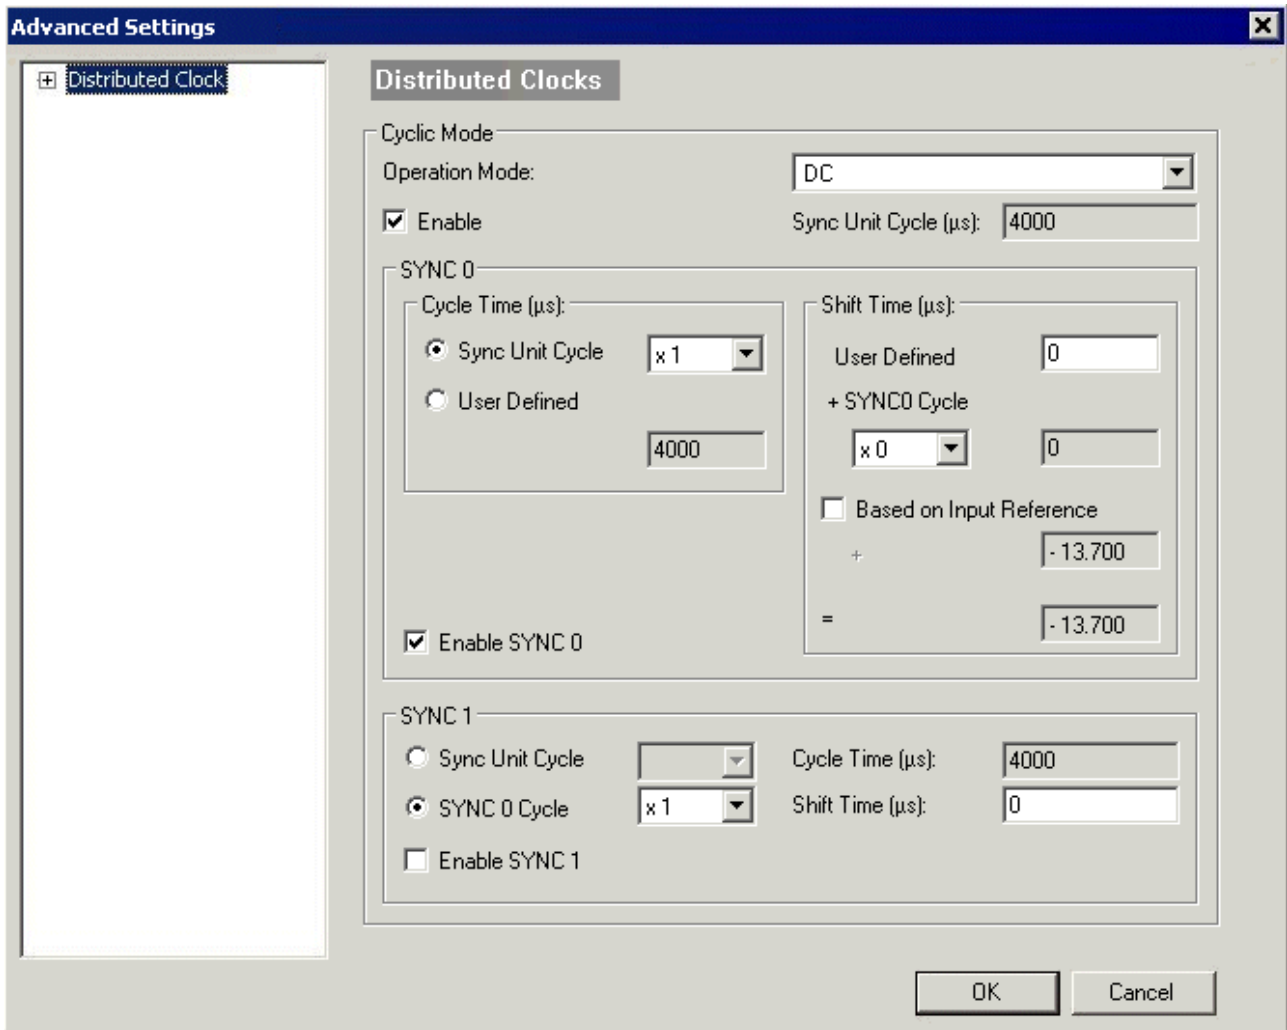 Advanced Settings
Distributed Clock
Distributed Clocks
Cyclic Mode
Operation Mode: DC
Enable Sync Unit Cycle (µs): 4000
SYNC 0
Cycle Time (µs):
Sync Unit Cycle x 1
User Defined
4000
Shift Time (µs):
User Defined 0
+ SYNC0 Cycle
x 0 0
Based on Input Reference
+ - 13.700
= - 13.700
Enable SYNC 0
SYNC 1
Sync Unit Cycle Cycle Time (µs): 4000
SYNC 0 Cycle x 1 Shift Time (µs): 0
Enable SYNC 1
OK Cancel